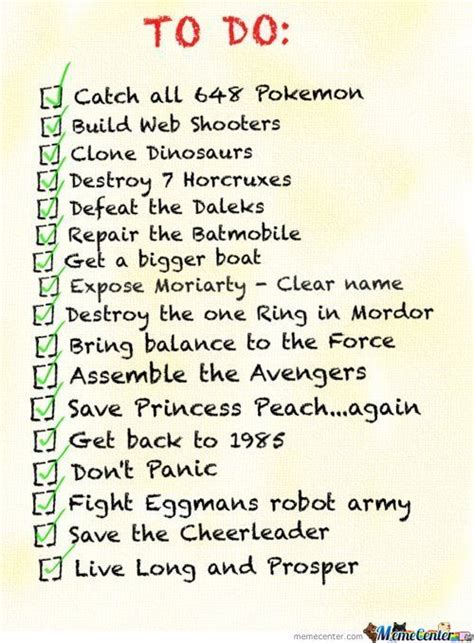 TO DO:
Catch all 648 Pokemon
Build Web Shooters
Clone Dinosaurs
Destroy 7 Horcruxes
Defeat the Daleks
Repair the Batmobile
Get a bigger boat
Expose Moriarty - Clear name
Destroy the one Ring in Mordor
Bring balance to the Force
Assemble the Avengers
Save Princess Peach...again
Get back to 1985
Don't Panic
Fight Eggmans robot army
Save the Cheerleader
Live Long and Prosper
memecenter.com MemeCenter